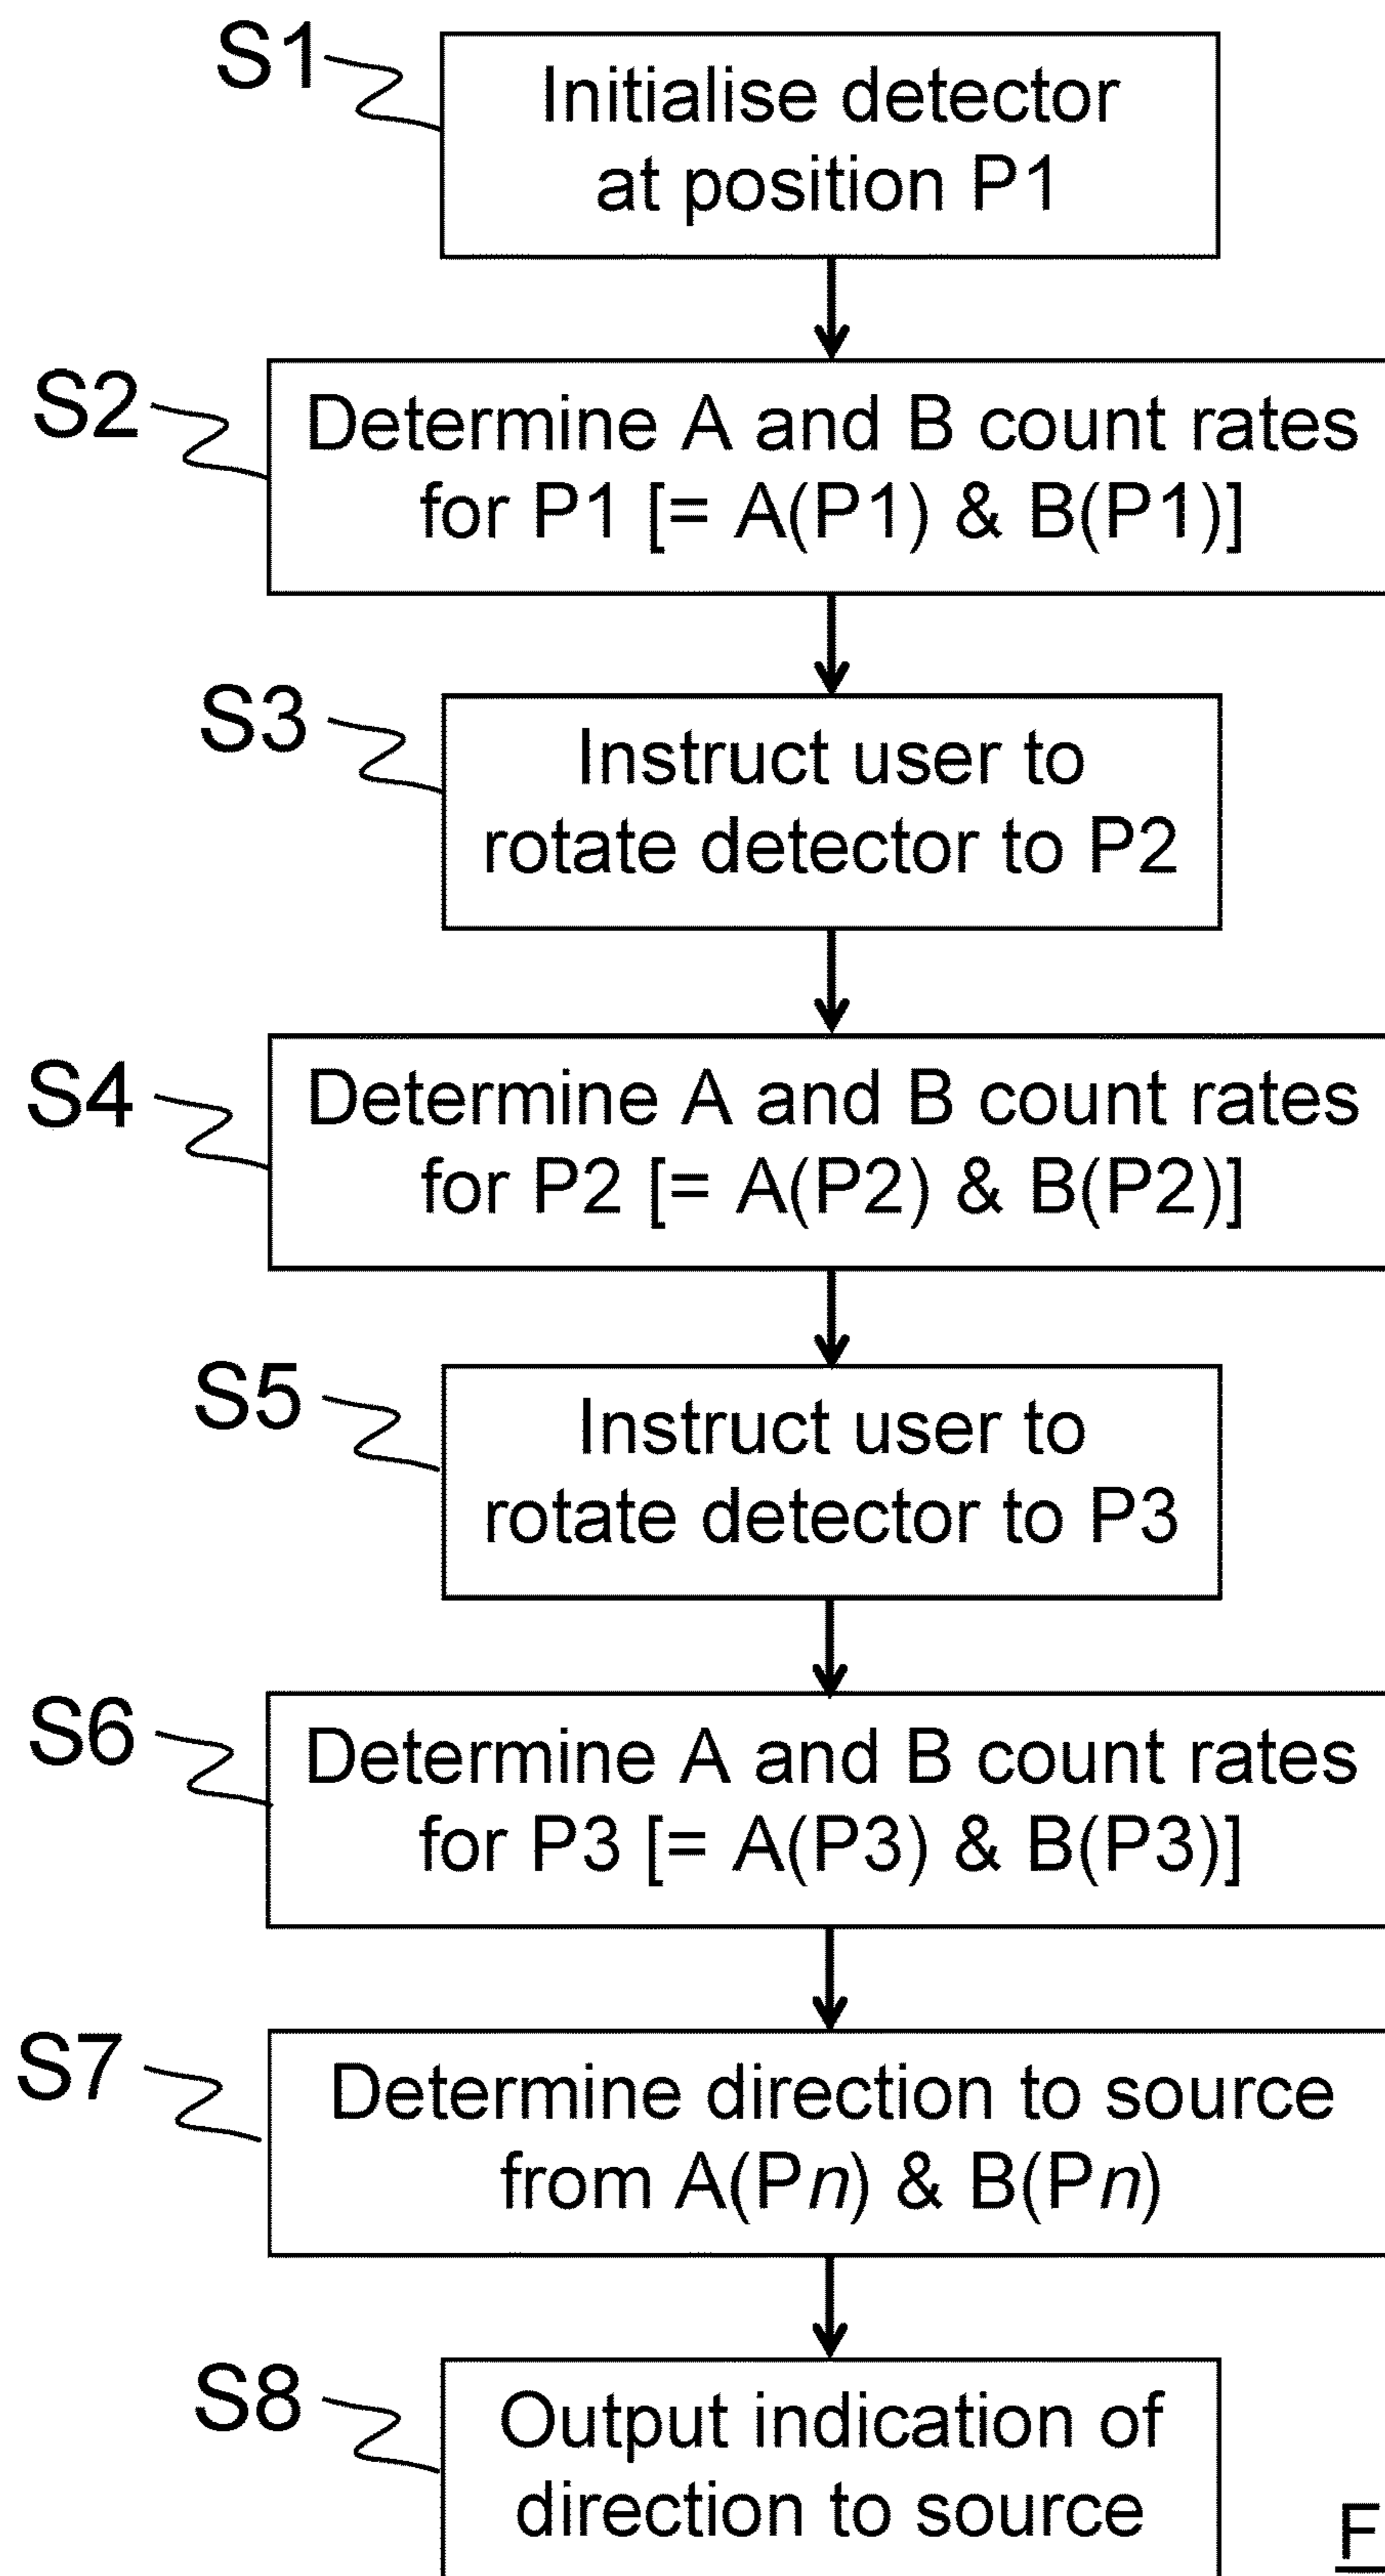 S1
Initialise detector
at position P1
S2
Determine A and B count rates
for P1 [= A(P1) & B(P1)]
S3
Instruct user to
rotate detector to P2
S4
Determine A and B count rates
for P2 [= A(P2) & B(P2)]
S5
Instruct user to
rotate detector to P3
S6
Determine A and B count rates
for P3 [= A(P3) & B(P3)]
S7
Determine direction to source
from A(Pn) & B(Pn)
S8
Output indication of
direction to source
F